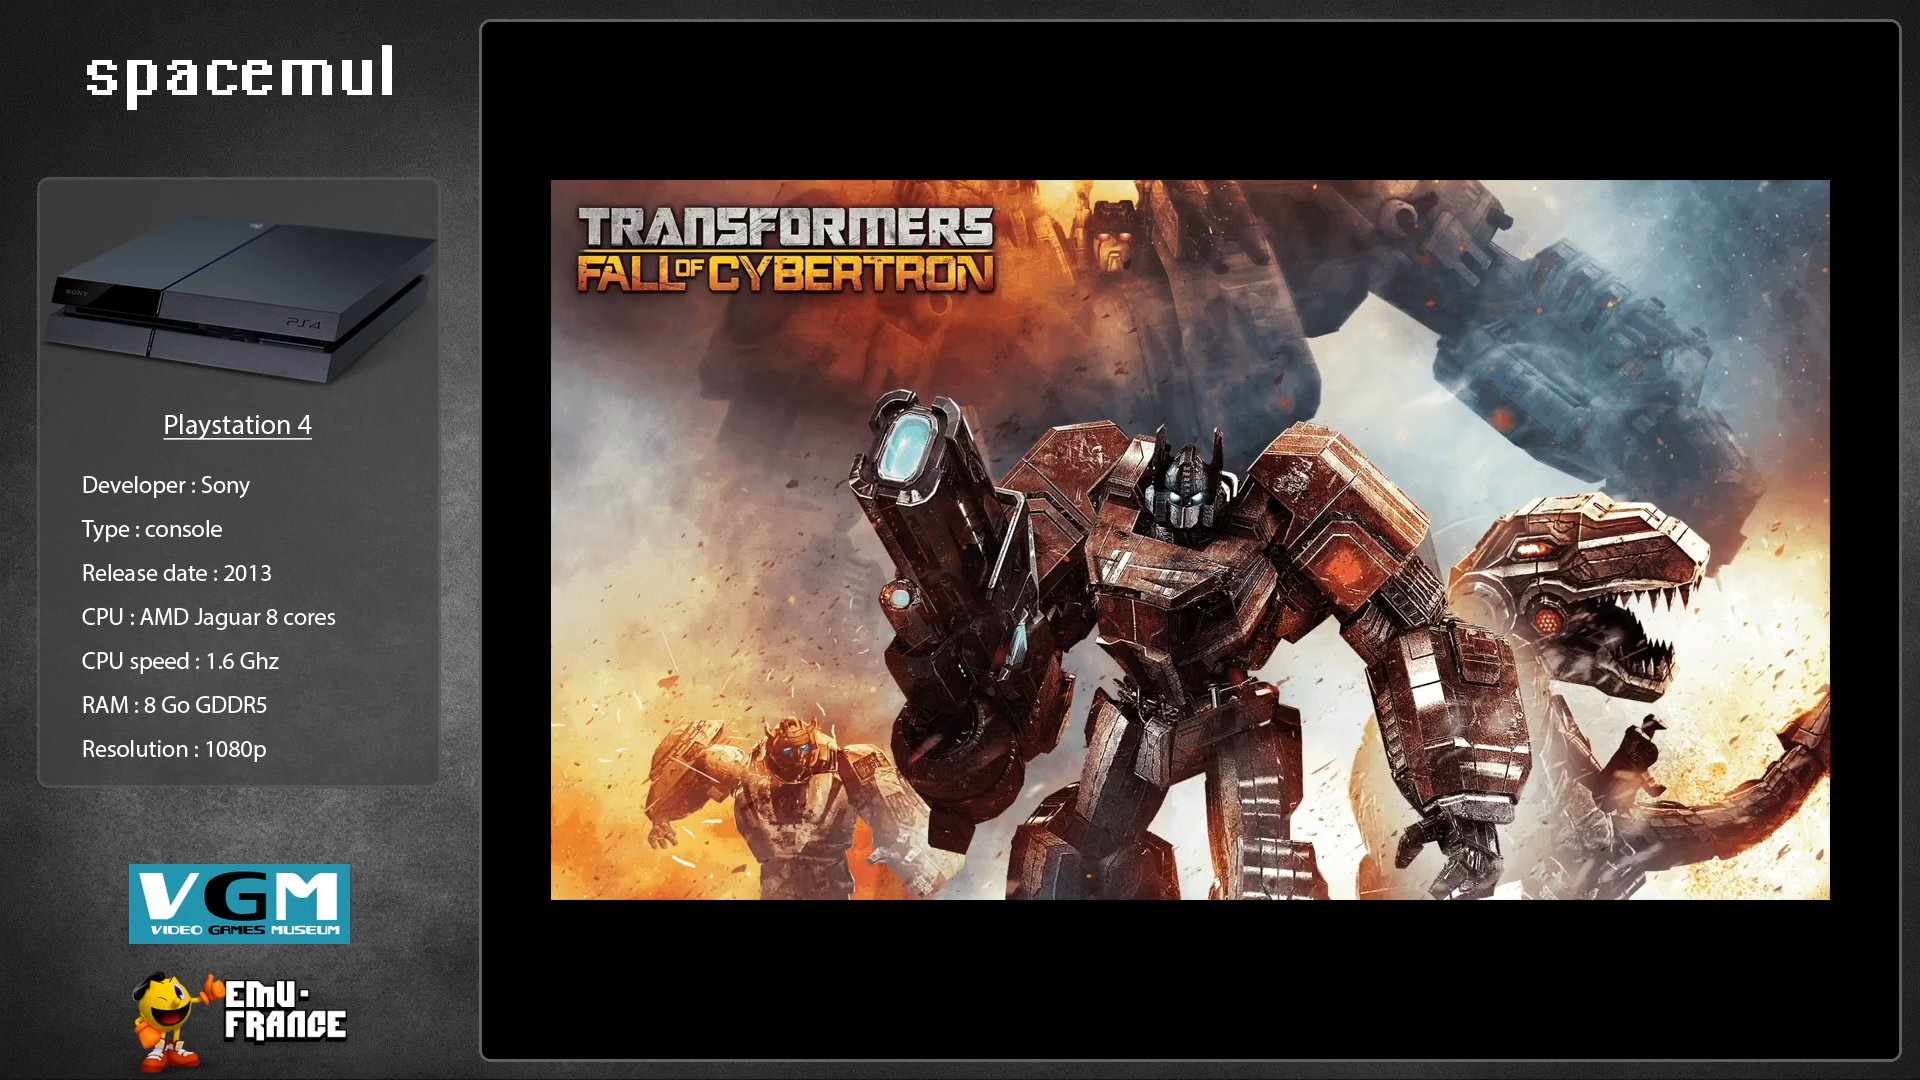 spacemul
SONY
PS4
Playstation 4
Developer : Sony
Type : console
Release date : 2013
CPU : AMD Jaguar 8 cores
CPU speed : 1.6 Ghz
RAM : 8 Go GDDR5
Resolution : 1080p
VGM
VIDEO GAMES MUSEUM
EMU-
FRANCE
TRANSFORMERS
FALL OF CYBERTRON